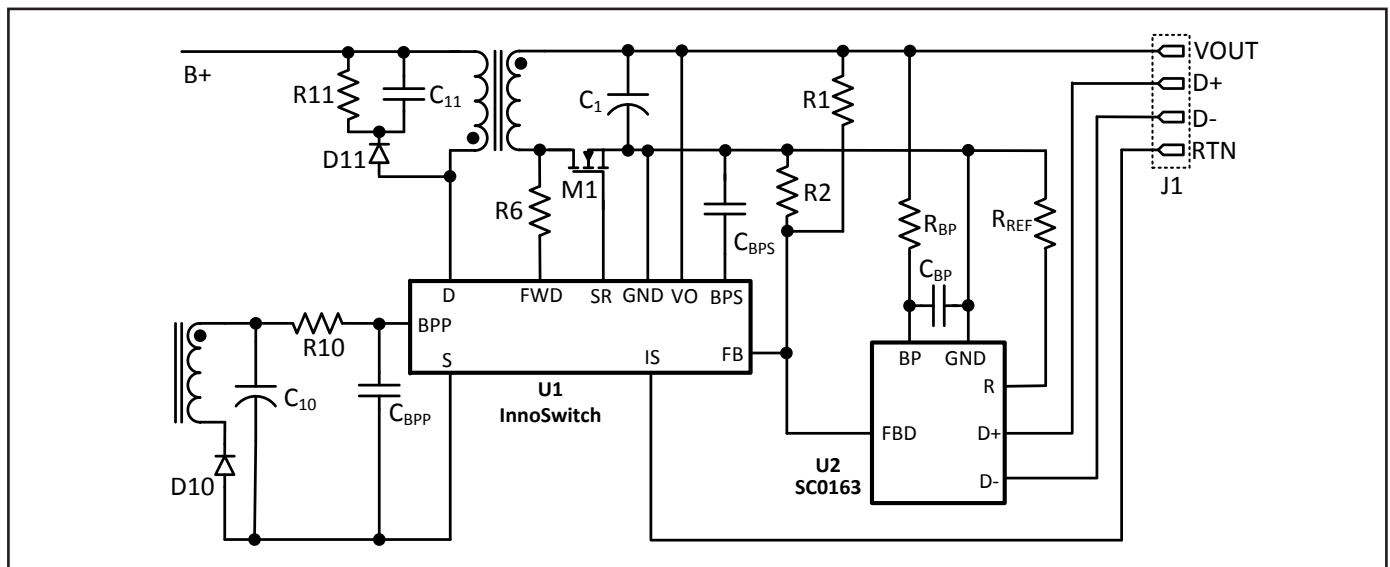 VOUT
B+
D+
R11
C11
C1
R1
D-
D11
RTN
M1
J1
R6
R2
CBPS
RBP
RREF
CBP
D
FWD
SR
GND
VO
BPS
BPP
R10
S
IS
FB
BP
GND
U1
InnoSwitch
R
C10
CBPP
FBD
D+
U2
SC0163
D-
D10